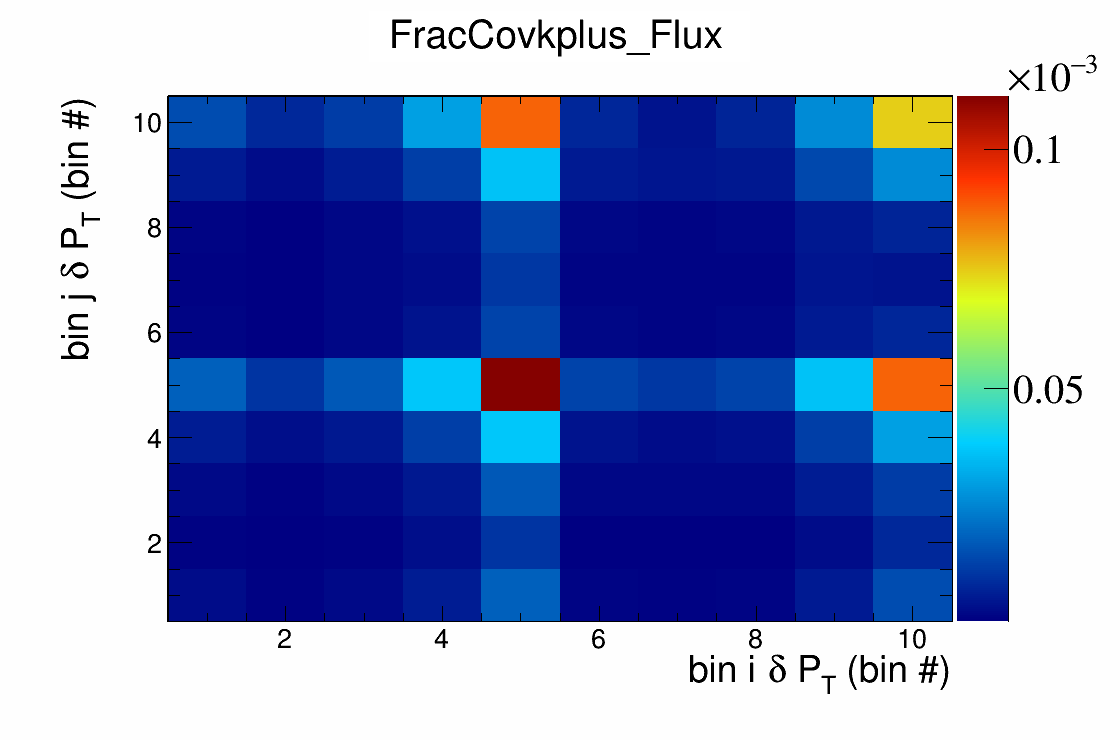 FracCovkplus_Flux
×10⁻³
bin j δ P_T (bin #)
10
8
6
4
2
0.1
0.05
2 4 6 8 10
bin i δ P_T (bin #)